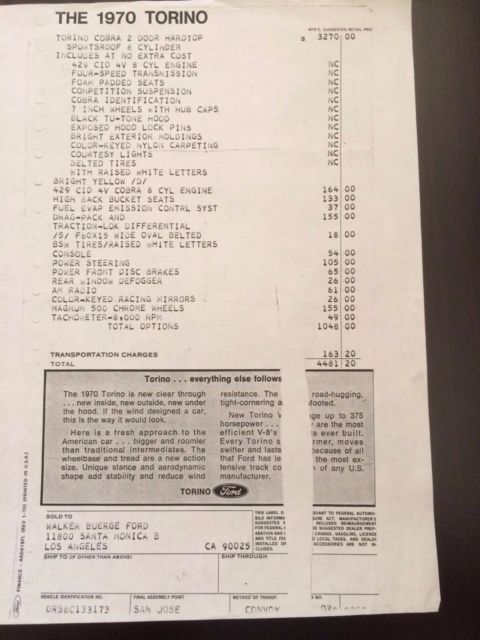 THE 1970 TORINO
MFR'S. SUGGESTED RETAIL PRICE
TORINO COBRA 2 DOOR HARDTOP $ 3270 00
SPORTSROOF 8 CYLINDER
INCLUDES AT NO EXTRA COST
429 CID 4V 8 CYL ENGINE NC
FOUR-SPEED TRANSMISSION NC
FOAM PADDED SEATS NC
COMPETITION SUSPENSION NC
COBRA IDENTIFICATION NC
7 INCH WHEELS WITH HUB CAPS NC
BLACK TU-TONE HOOD NC
EXPOSED HOOD LOCK PINS NC
BRIGHT EXTERIOR MOLDINGS NC
COLOR-KEYED NYLON CARPETING NC
COURTESY LIGHTS NC
BELTED TIRES NC
WITH RAISED WHITE LETTERS
BRIGHT YELLOW /D/
429 CID 4V COBRA 8 CYL ENGINE 164 00
HIGH BACK BUCKET SEATS 133 00
FUEL EVAP EMISSION CONTRL SYST 37 00
DRAG-PACK AND 155 00
TRACTION-LOK DIFFERENTIAL
/5/ F60X15 WIDE OVAL BELTED 18 00
BSW TIRES/RAISED WHITE LETTERS
CONSOLE 54 00
POWER STEERING 105 00
POWER FRONT DISC BRAKES 65 00
REAR WINDOW DEFOGGER 26 00
AM RADIO 61 00
COLOR-KEYED RACING MIRRORS 26 00
MAGNUM 500 CHROME WHEELS 155 00
TACHOMETER-8,000 RPM 49 00
TOTAL OPTIONS 1048 00
TRANSPORTATION CHARGES 163 20
TOTAL 4481 20
Torino . . . everything else follows
The 1970 Torino is new clear through
. . . new inside, new outside, new under
the hood. If the wind designed a car,
this is the way it would look.
Here is a fresh approach to the
American car . . . bigger and roomier
than traditional intermediates. The
wheelbase and tread are a new action
size. Unique stance and aerodynamic
shape add stability and reduce wind
resistance. The road-hugging,
tight-cornering a footed.
New Torino V ge up to 375
horsepower . . . are the most
efficient V-8's s ever built.
Every Torino s rmer, moves
swifter and lasts because of all
that Ford has le the most ex-
tensive track co of any U.S.
manufacturer.
TORINO Ford
FINANCE - AXD419FL (REV 1-70) (PRINTED IN U.S.A.)
Ford
SOLD TO
WALKER BUERGE FORD
11800 SANTA MONICA B
LOS ANGELES CA 90025
SHIP TO (IF OTHER THAN ABOVE) SHIP THROUGH
VEHICLE IDENTIFICATION NO. FINAL ASSEMBLY POINT METHOD OF TRANSP.
0R38C133173 SAN JOSE CONVOY